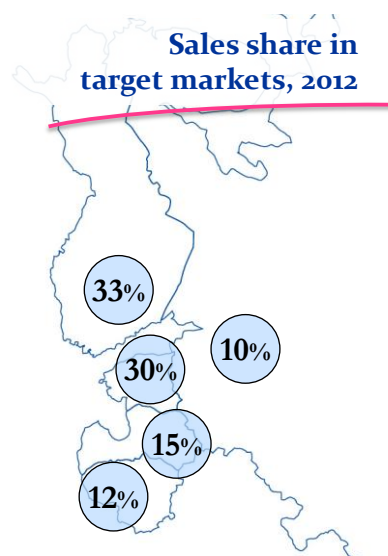 Sales share in
target markets, 2012
33%
10%
30%
15%
12%